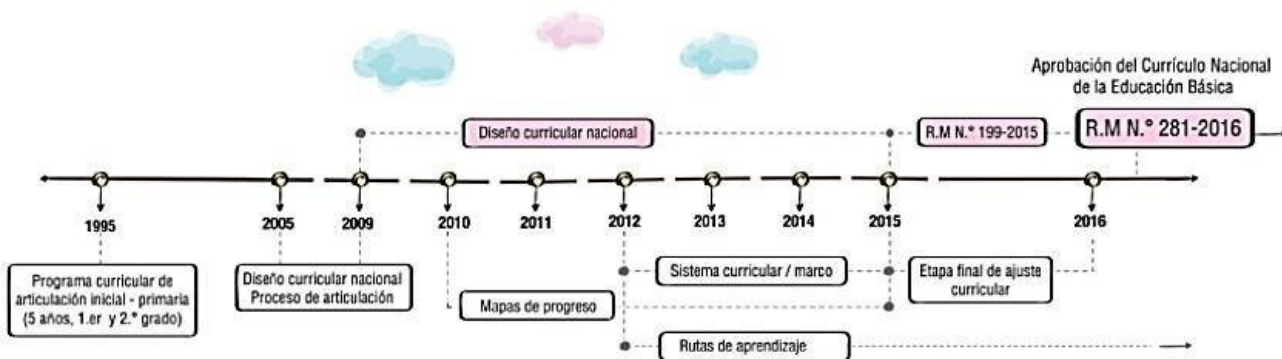 Aprobación del Currículo Nacional
de la Educación Básica
Diseño curricular nacional
R.M N.° 199-2015
R.M N.° 281-2016
1995
2005
2009
2010
2011
2012
2013
2014
2015
2016
Programa curricular de
articulación inicial - primaria
(5 años, 1.er y 2.° grado)
Diseño curricular nacional
Proceso de articulación
Mapas de progreso
Sistema curricular / marco
Etapa final de ajuste
curricular
Rutas de aprendizaje